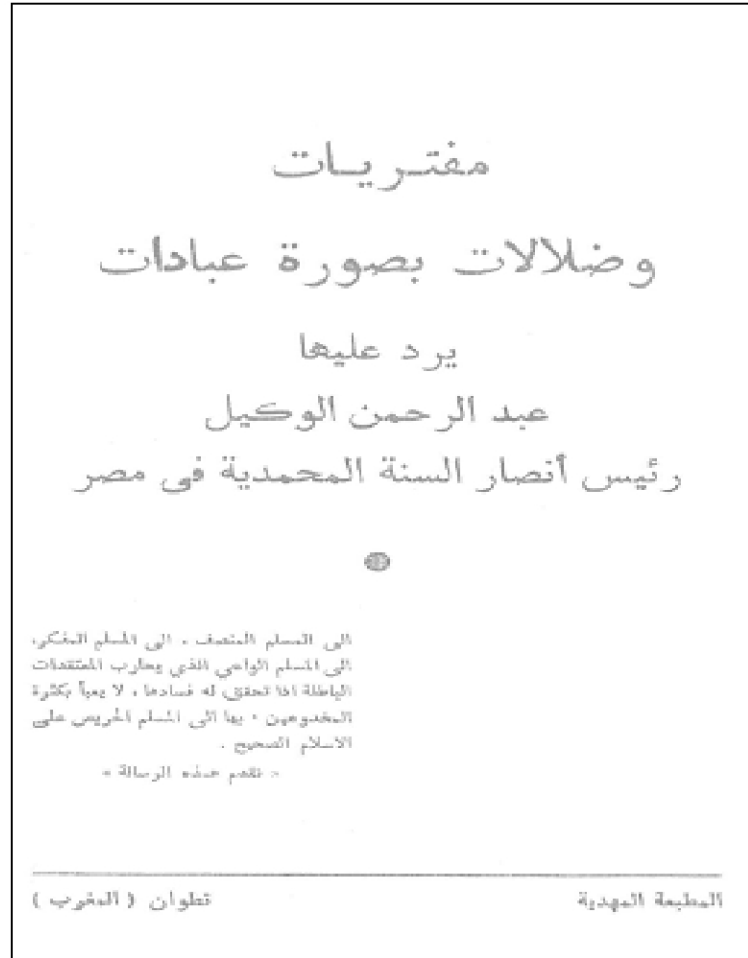 مفتريات
وضلالات بصورة عبادات
يرد عليها
عبد الرحمن الوكيل
رئيس أنصار السنة المحمدية في مصر
الى المسلم المنصف ، الى المسلم المفكر،
الى المسلم الواعي الذي يحارب المعتقدات
الباطلة اذا تحقق له فسادها ، لا يعبأ بكثرة
المخدوعين ، بها الى المسلم الحريص على
الاسلام الصحيح .
« نقدم هذه الرسالة »
المطبعة المهدية
تطوان ( المغرب )